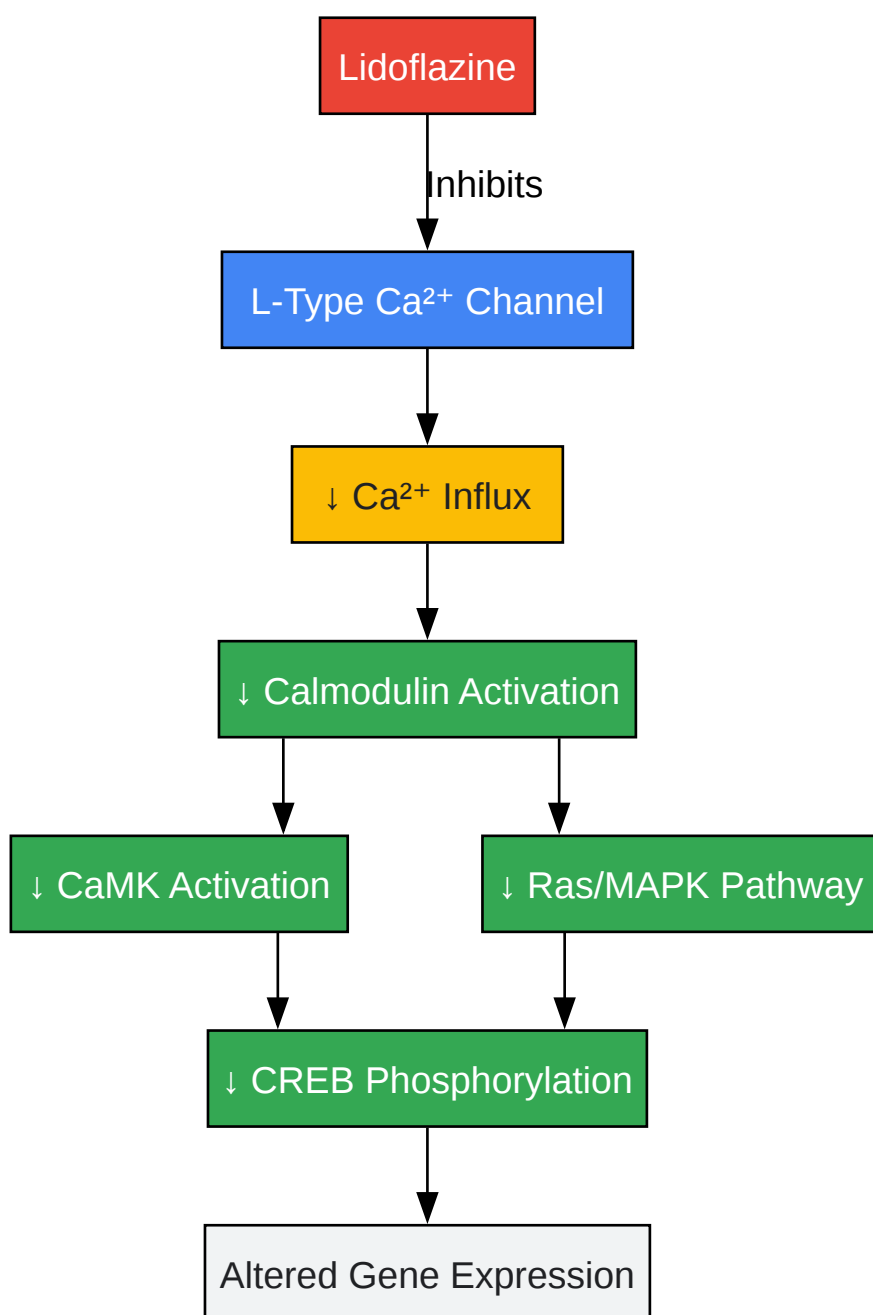 Lidoflazine
Inhibits
L-Type Ca²⁺ Channel
↓ Ca²⁺ Influx
↓ Calmodulin Activation
↓ CaMK Activation
↓ Ras/MAPK Pathway
↓ CREB Phosphorylation
Altered Gene Expression